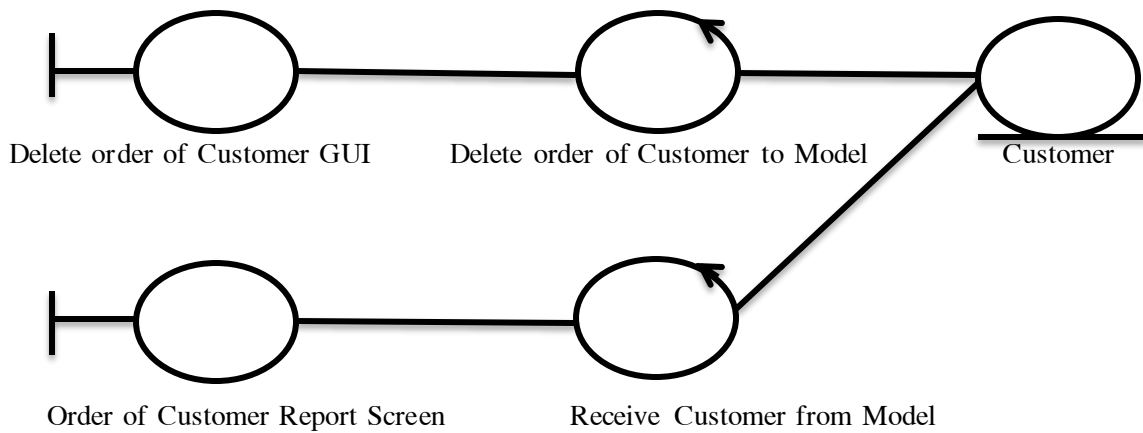 Delete order of Customer GUI
Delete order of Customer to Model
Customer
Order of Customer Report Screen
Receive Customer from Model